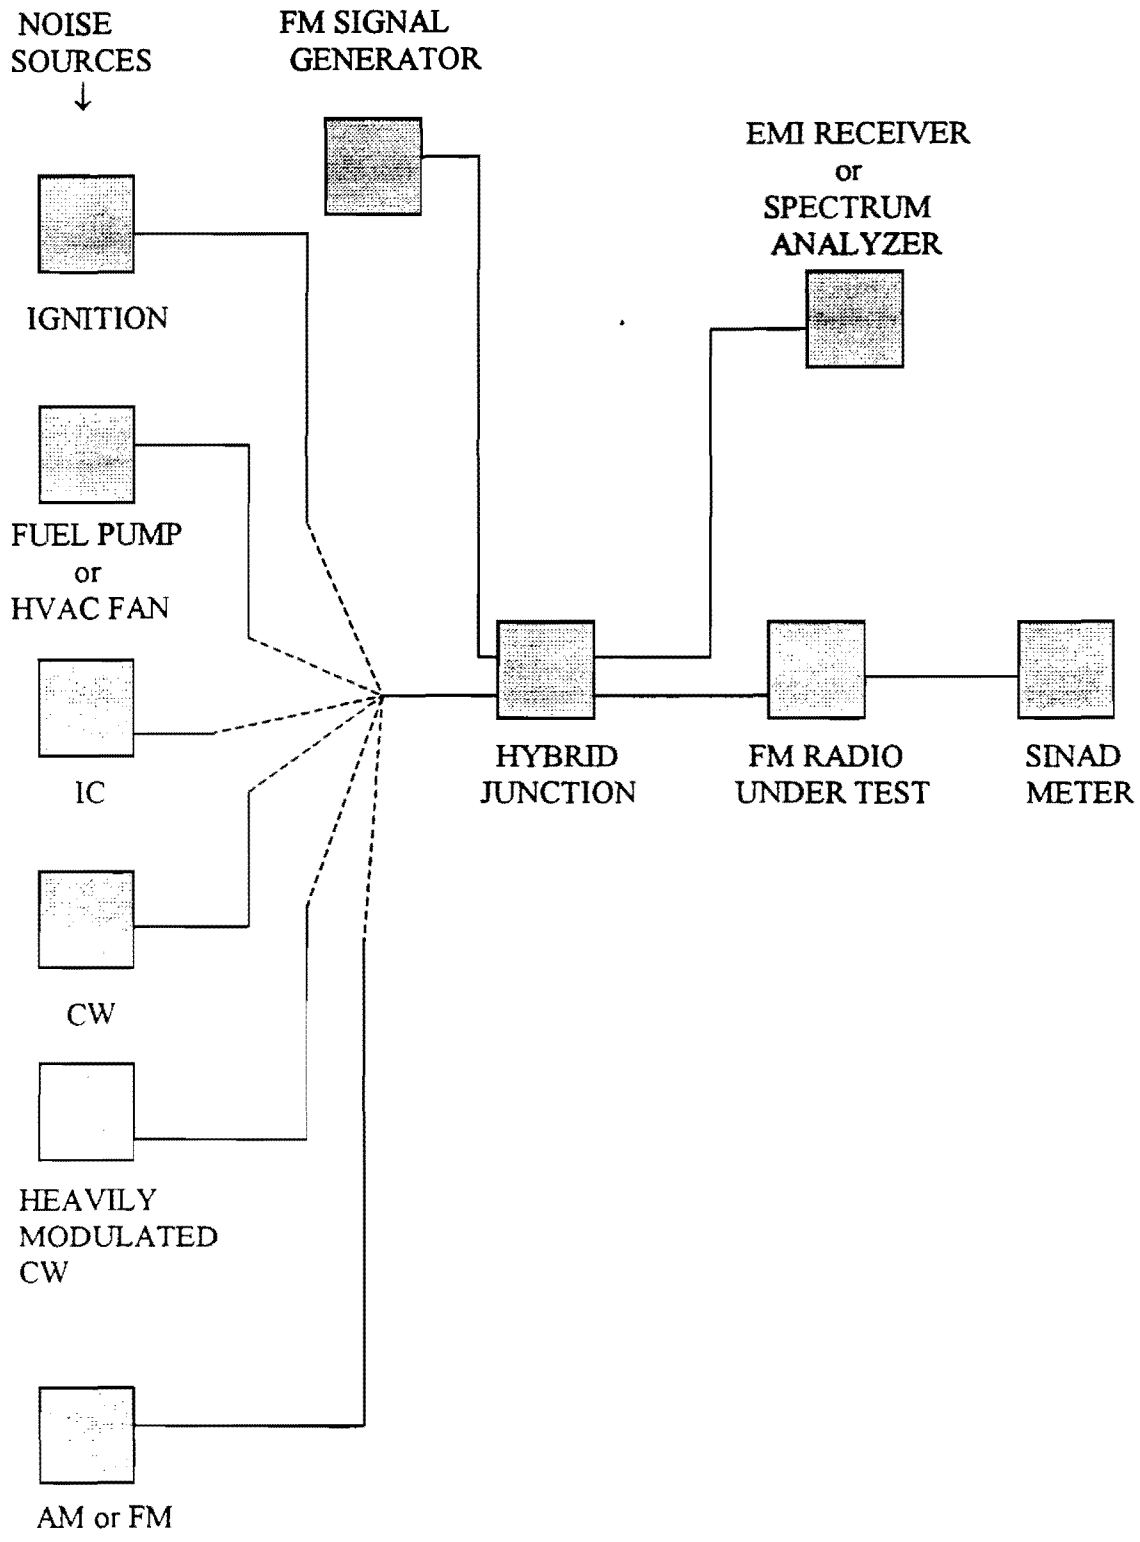 NOISE
SOURCES
FM SIGNAL
GENERATOR
EMI RECEIVER
or
SPECTRUM
ANALYZER
IGNITION
FUEL PUMP
or
HVAC FAN
IC
CW
HEAVILY
MODULATED
CW
AM or FM
HYBRID
JUNCTION
FM RADIO
UNDER TEST
SINAD
METER